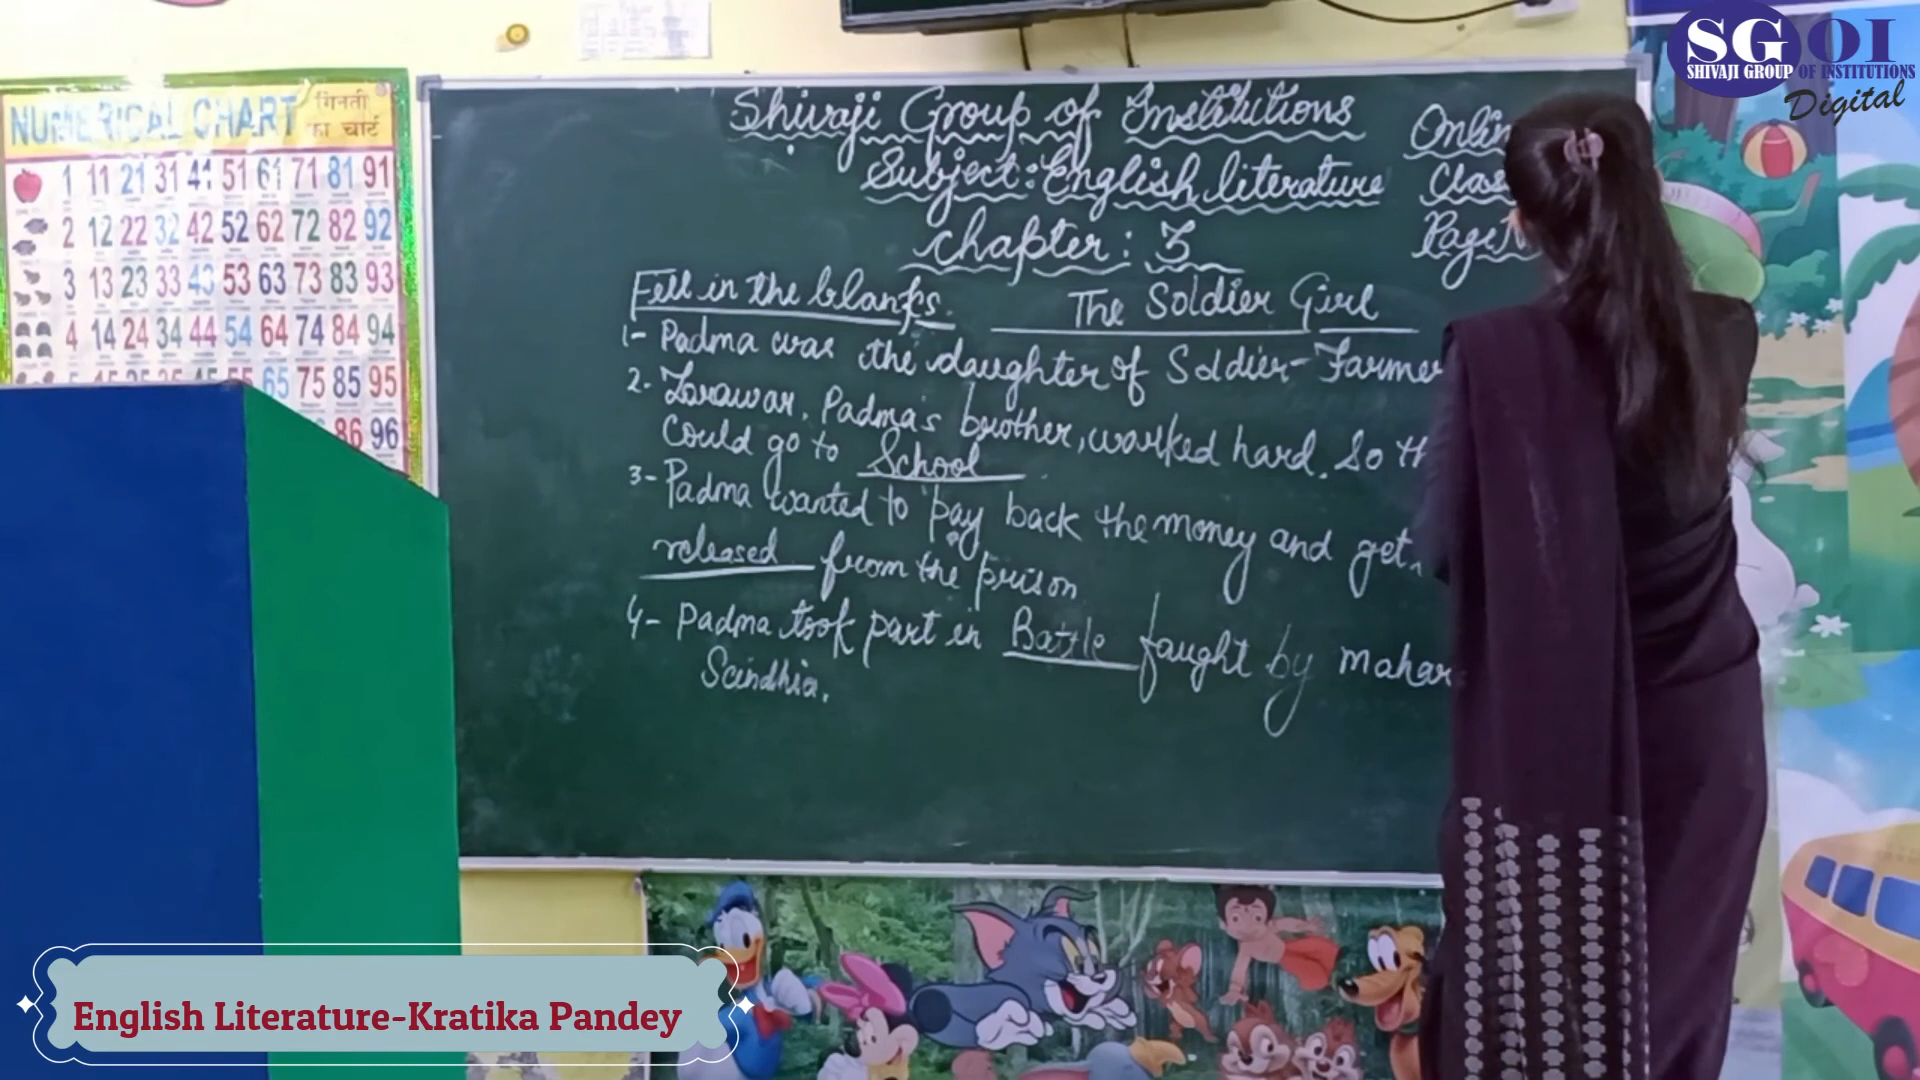 SGOI
SHIVAJI GROUP OF INSTITUTIONS
Digital
NUMERICAL CHART गिनती का चार्ट
1 11 21 31 41 51 61 71 81 91
2 12 22 32 42 52 62 72 82 92
3 13 23 33 43 53 63 73 83 93
4 14 24 34 44 54 64 74 84 94
65 75 85 95
86 96
Shivaji Group of Institutions
Subject: English literature
Chapter: 3
Fill in the blanks. The Soldier Girl
1- Padma was the daughter of Soldier-Farmer
2- Zorawar, Padma's brother, worked hard. So
could go to School
3- Padma wanted to pay back the money and get
released from the prison
4- Padma took part in Battle faught by
Scindhia.
English Literature-Kratika Pandey